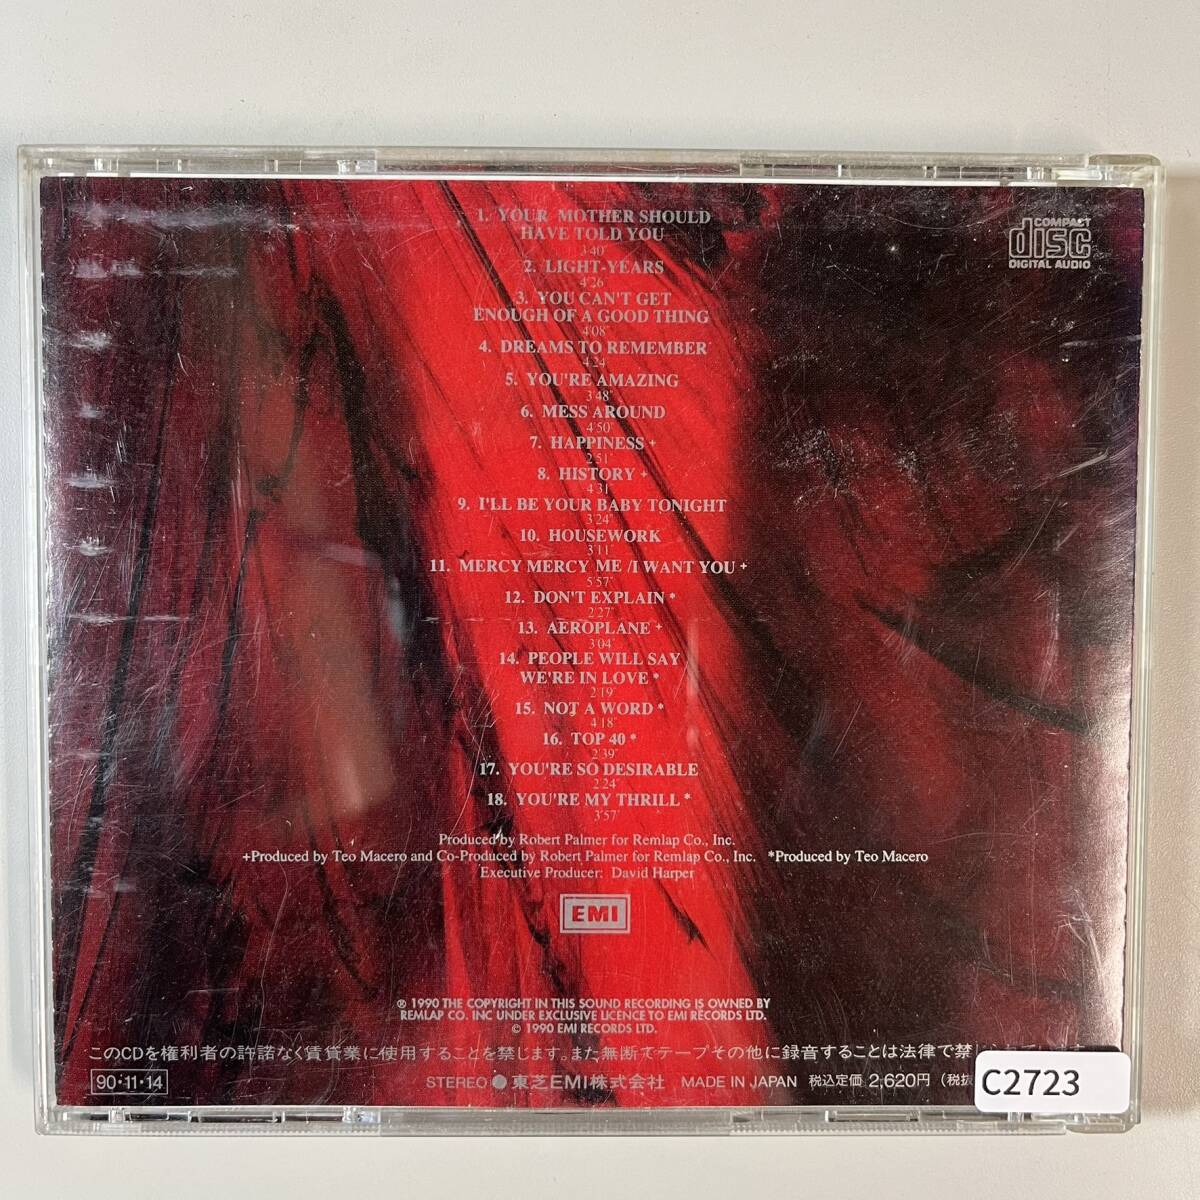 1. YOUR MOTHER SHOULD
HAVE TOLD YOU
3'40"
2. LIGHT-YEARS
4'26"
3. YOU CAN'T GET
ENOUGH OF A GOOD THING
4'08"
4. DREAMS TO REMEMBER
4'24"
5. YOU'RE AMAZING
3'48"
6. MESS AROUND
4'50"
7. HAPPINESS +
2'51"
8. HISTORY +
4'31"
9. I'LL BE YOUR BABY TONIGHT
3'24"
10. HOUSEWORK
3'11"
11. MERCY MERCY ME /I WANT YOU +
5'57"
12. DON'T EXPLAIN *
2'27"
13. AEROPLANE +
3'04"
14. PEOPLE WILL SAY
WE'RE IN LOVE *
2'19"
15. NOT A WORD *
4'18"
16. TOP 40 *
2'39"
17. YOU'RE SO DESIRABLE
2'24"
18. YOU'RE MY THRILL *
3'57"
COMPACT
disc
DIGITAL AUDIO
Produced by Robert Palmer for Remlap Co., Inc.
+Produced by Teo Macero and Co-Produced by Robert Palmer for Remlap Co., Inc. *Produced by Teo Macero
Executive Producer: David Harper
EMI
℗ 1990 THE COPYRIGHT IN THIS SOUND RECORDING IS OWNED BY
REMLAP CO. INC UNDER EXCLUSIVE LICENCE TO EMI RECORDS LTD.
© 1990 EMI RECORDS LTD.
このCDを権利者の許諾なく賃貸業に使用することを禁じます。また無断でテープその他に録音することは法律で禁じ
90・11・14 STEREO ● 東芝EMI株式会社 MADE IN JAPAN 税込定価 2,620円 (税抜
C2723